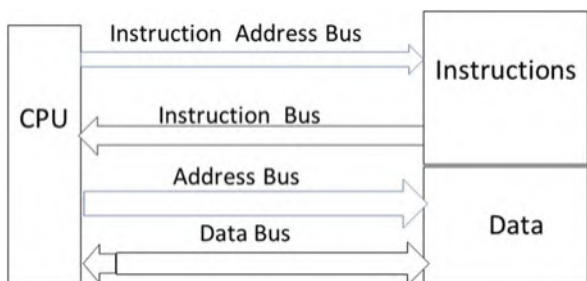 Instruction Address Bus
Instructions
CPU
Instruction Bus
Address Bus
Data Bus
Data